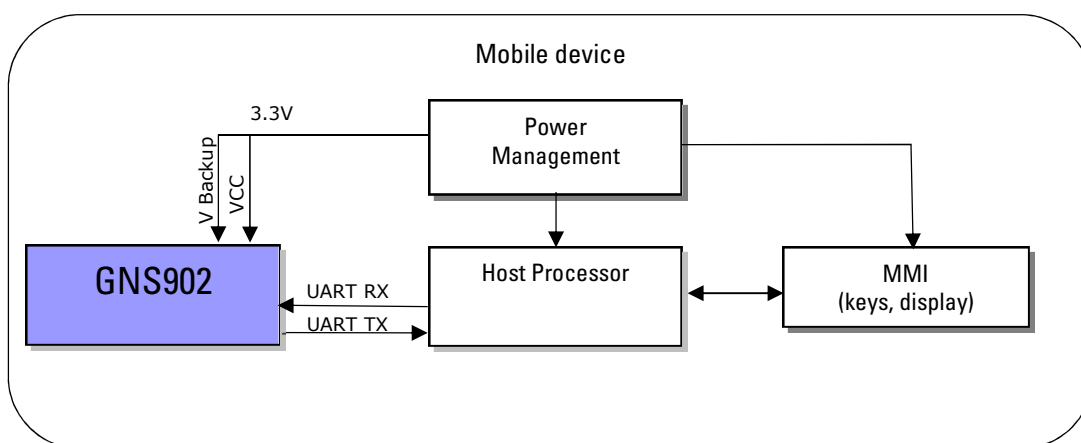 Mobile device
3.3V
Power
Management
V Backup
VCC
GNS902
Host Processor
MMI
(keys, display)
UART RX
UART TX